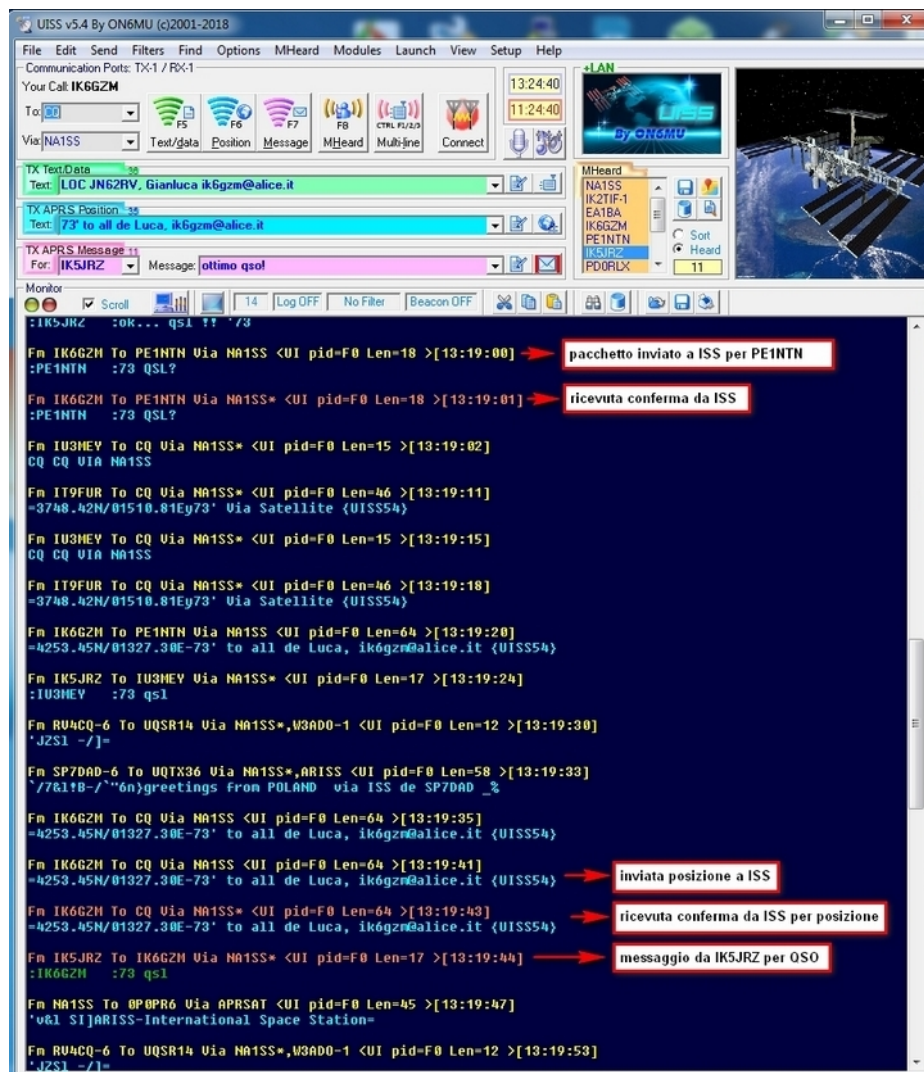 UISS v5.4 By ON6MU (c)2001-2018
File Edit Send Filters Find Options MHeard Modules Launch View Setup Help
Communication Ports: TX-1 / RX-1
Your Call: IK6GZM
To: CQ
Via: NA1SS
F5
Text/data
F6
Position
F7
Message
F8
MHeard
CTRL F1/2/3
Multi-line
Connect
13:24:40
11:24:40
+LAN
UISS
By ON6MU
TX Text/Data 36
Text: LOC JN62RV, Gianluca ik6gzm@alice.it
TX APRS Position 36
Text: 73' to all de Luca, ik6gzm@alice.it
TX APRS Message 11
For: IK5JRZ Message: ottimo qso!
MHeard
NA1SS
IK2TIF-1
EA1BA
IK6GZM
PE1NTN
IK5JRZ
PD0RLX
Sort
Heard
11
Monitor
Scroll 14 Log OFF No Filter Beacon OFF
:IK5JRZ :ok... qsl !! '73
Fm IK6GZM To PE1NTN Via NA1SS <UI pid=F0 Len=18 >[13:19:00] pacchetto inviato a ISS per PE1NTN
:PE1NTN :73 QSL?
Fm IK6GZM To PE1NTN Via NA1SS* <UI pid=F0 Len=18 >[13:19:01] ricevuta conferma da ISS
:PE1NTN :73 QSL?
Fm IU3MEY To CQ Via NA1SS* <UI pid=F0 Len=15 >[13:19:02]
CQ CQ VIA NA1SS
Fm IT9FUR To CQ Via NA1SS* <UI pid=F0 Len=46 >[13:19:11]
=3748.42N/01510.81Ey73' Via Satellite {UISS54}
Fm IU3MEY To CQ Via NA1SS* <UI pid=F0 Len=15 >[13:19:15]
CQ CQ VIA NA1SS
Fm IT9FUR To CQ Via NA1SS* <UI pid=F0 Len=46 >[13:19:18]
=3748.42N/01510.81Ey73' Via Satellite {UISS54}
Fm IK6GZM To PE1NTN Via NA1SS <UI pid=F0 Len=64 >[13:19:20]
=4253.45N/01327.30E-73' to all de Luca, ik6gzm@alice.it {UISS54}
Fm IK5JRZ To IU3MEY Via NA1SS* <UI pid=F0 Len=17 >[13:19:24]
:IU3MEY :73 qsl
Fm RV4CQ-6 To UQSR14 Via NA1SS*,W3ADO-1 <UI pid=F0 Len=12 >[13:19:30]
'JZSl -/]=
Fm SP7DAD-6 To UQTX36 Via NA1SS*,ARISS <UI pid=F0 Len=58 >[13:19:33]
`/7&l!B-/`"6n}greetings from POLAND via ISS de SP7DAD _%
Fm IK6GZM To CQ Via NA1SS <UI pid=F0 Len=64 >[13:19:35]
=4253.45N/01327.30E-73' to all de Luca, ik6gzm@alice.it {UISS54}
Fm IK6GZM To CQ Via NA1SS <UI pid=F0 Len=64 >[13:19:41]
=4253.45N/01327.30E-73' to all de Luca, ik6gzm@alice.it {UISS54} inviata posizione a ISS
Fm IK6GZM To CQ Via NA1SS* <UI pid=F0 Len=64 >[13:19:43]
=4253.45N/01327.30E-73' to all de Luca, ik6gzm@alice.it {UISS54} ricevuta conferma da ISS per posizione
Fm IK5JRZ To IK6GZM Via NA1SS* <UI pid=F0 Len=17 >[13:19:44] messaggio da IK5JRZ per QSO
:IK6GZM :73 qsl
Fm NA1SS To 0P0PR6 Via APRSAT <UI pid=F0 Len=45 >[13:19:47]
'v&l SI]ARISS-International Space Station=
Fm RV4CQ-6 To UQSR14 Via NA1SS*,W3ADO-1 <UI pid=F0 Len=12 >[13:19:53]
'JZSl -/]=